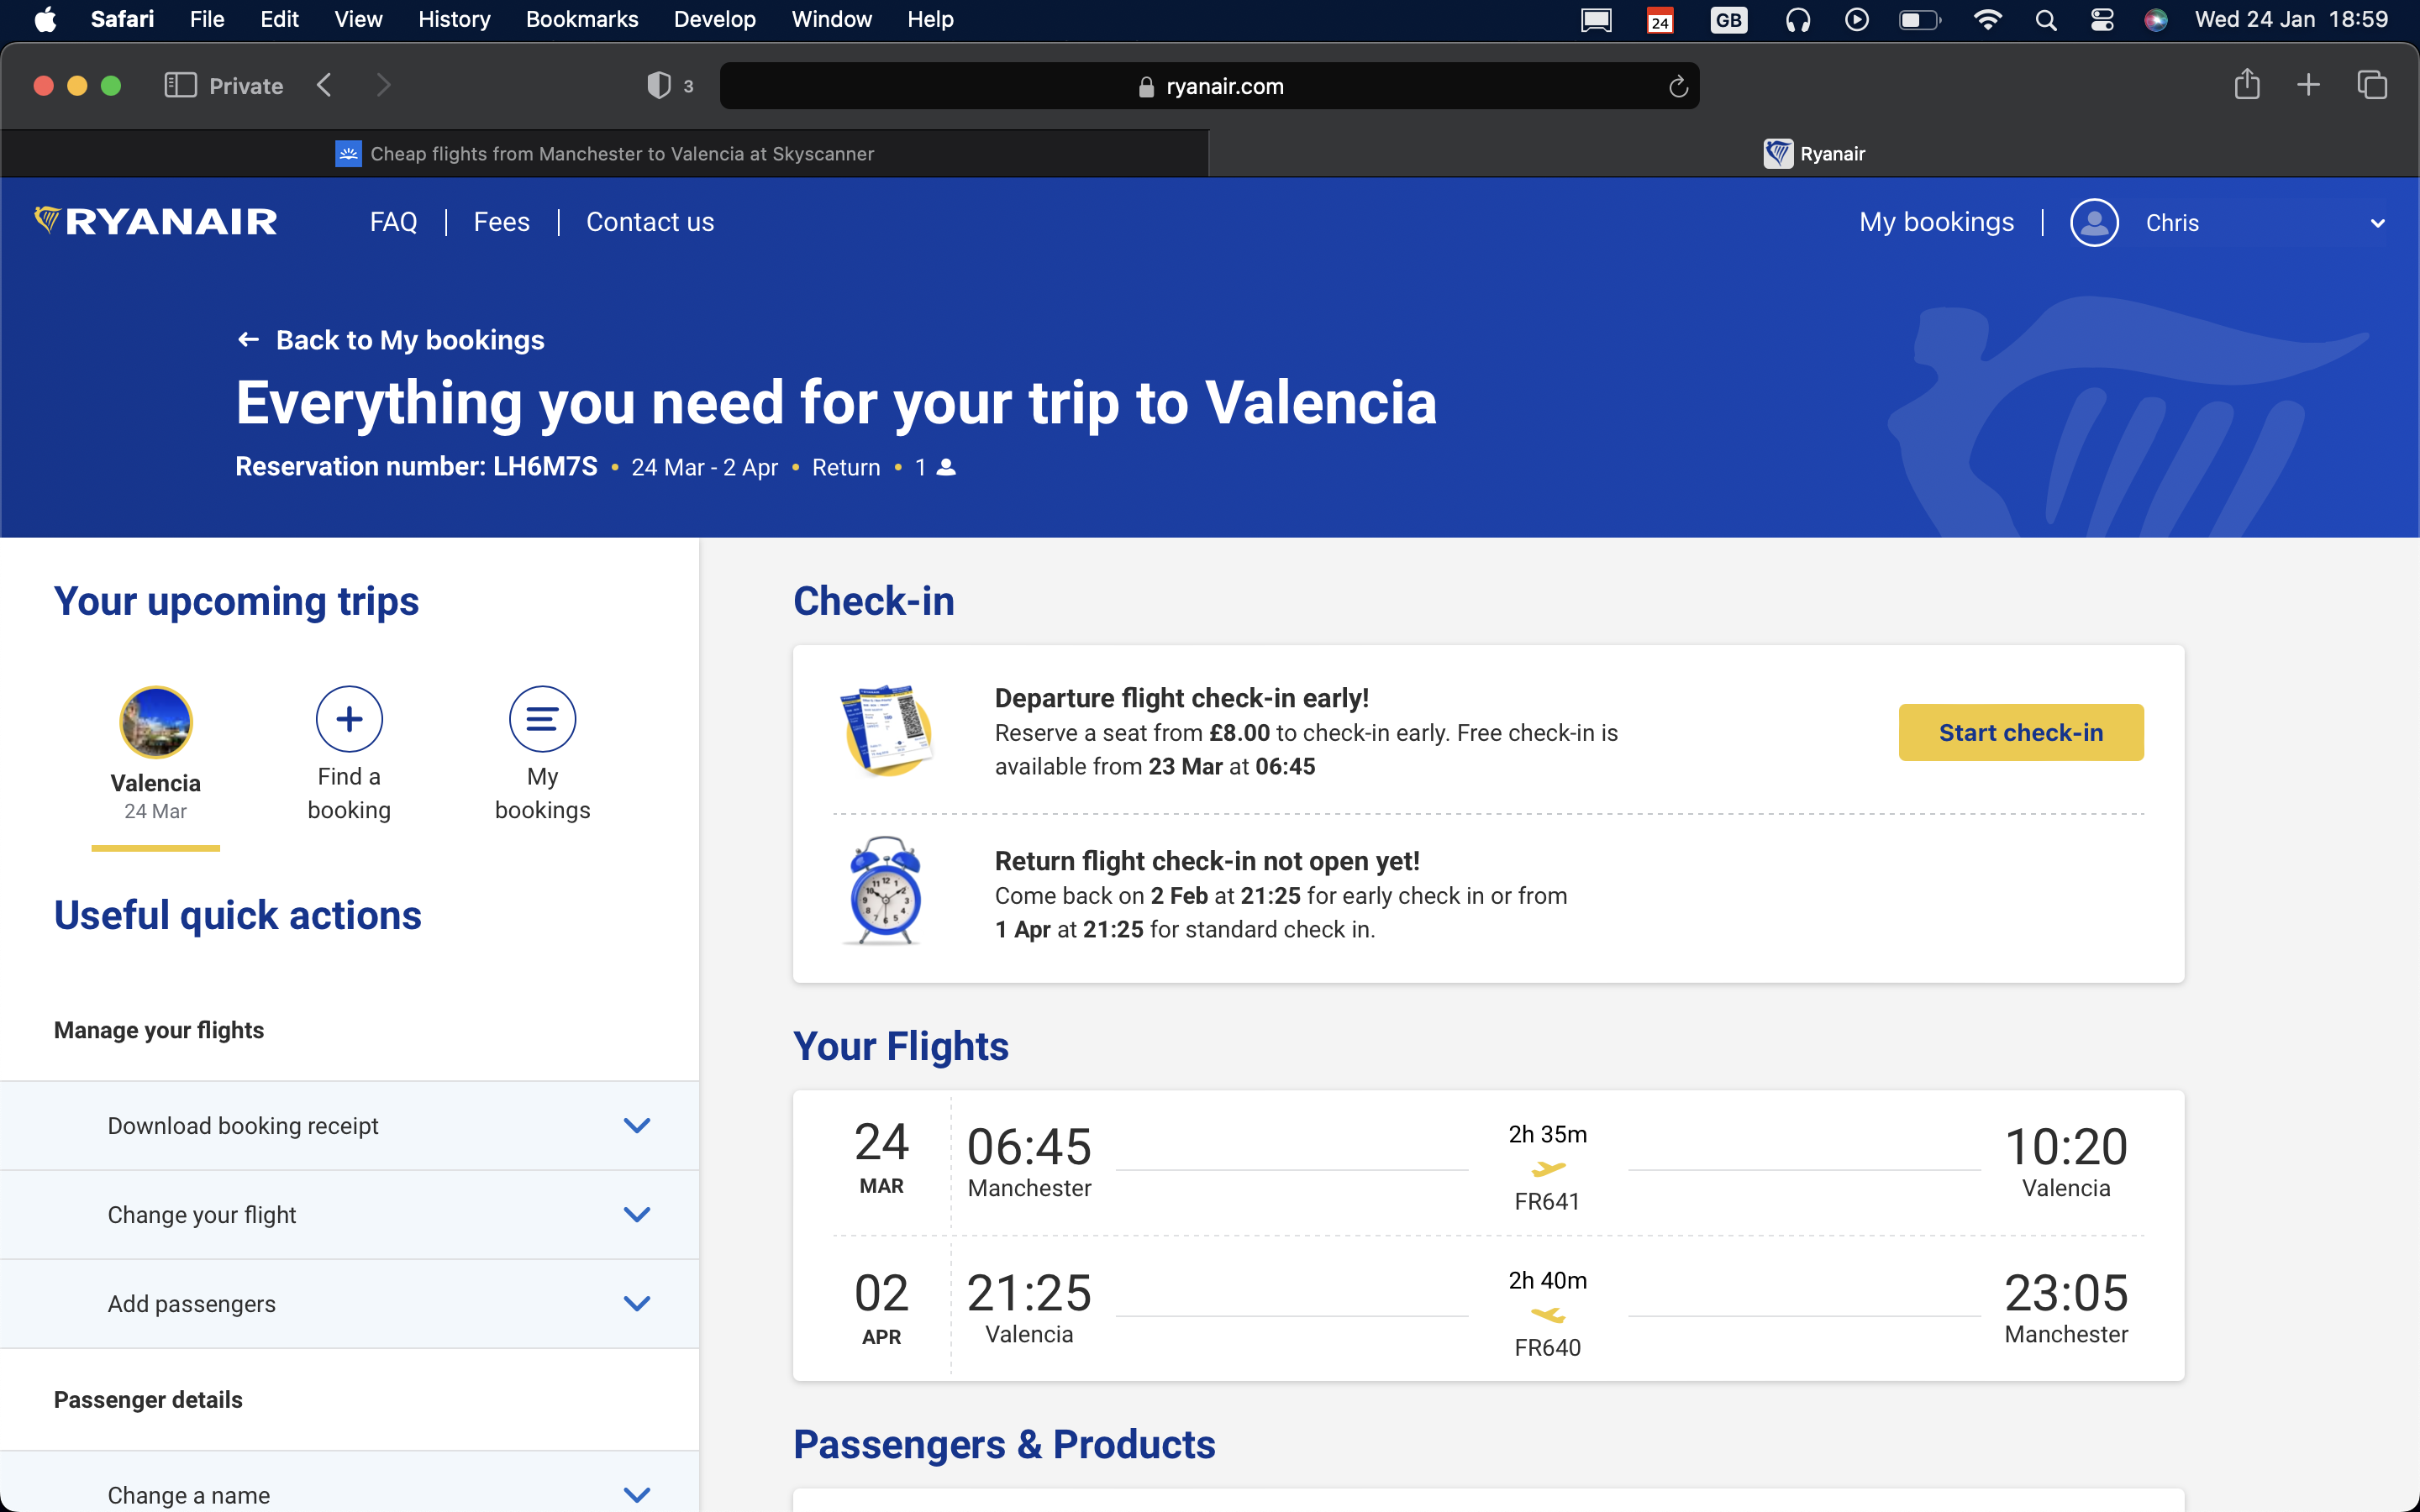 Safari File Edit View History Bookmarks Develop Window Help 24 GB Wed 24 Jan 18:59
Private 3 ryanair.com
Cheap flights from Manchester to Valencia at Skyscanner Ryanair
RYANAIR FAQ Fees Contact us My bookings Chris
Back to My bookings
Everything you need for your trip to Valencia
Reservation number: LH6M7S • 24 Mar - 2 Apr • Return • 1
Your upcoming trips
Valencia
24 Mar
Find a
booking
My
bookings
Useful quick actions
Manage your flights
Download booking receipt
Change your flight
Add passengers
Passenger details
Change a name
Check-in
Departure flight check-in early!
Reserve a seat from £8.00 to check-in early. Free check-in is
available from 23 Mar at 06:45
Start check-in
Return flight check-in not open yet!
Come back on 2 Feb at 21:25 for early check in or from
1 Apr at 21:25 for standard check in.
Your Flights
24
MAR
06:45
Manchester
2h 35m
FR641
10:20
Valencia
02
APR
21:25
Valencia
2h 40m
FR640
23:05
Manchester
Passengers & Products